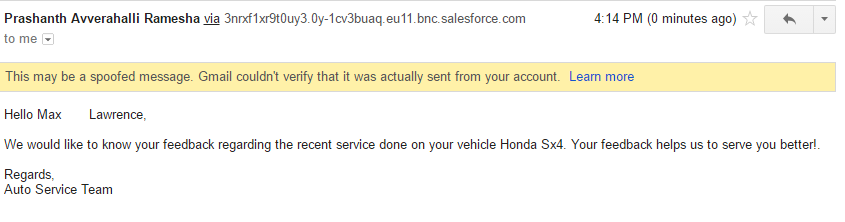 Prashanth Avverahalli Ramesha via 3nrxf1xr9t0uy3.0y-1cv3buaq.eu11.bnc.salesforce.com 4:14 PM (0 minutes ago)
to me
This may be a spoofed message. Gmail couldn't verify that it was actually sent from your account. Learn more
Hello Max Lawrence,
We would like to know your feedback regarding the recent service done on your vehicle Honda Sx4. Your feedback helps us to serve you better!.
Regards,
Auto Service Team